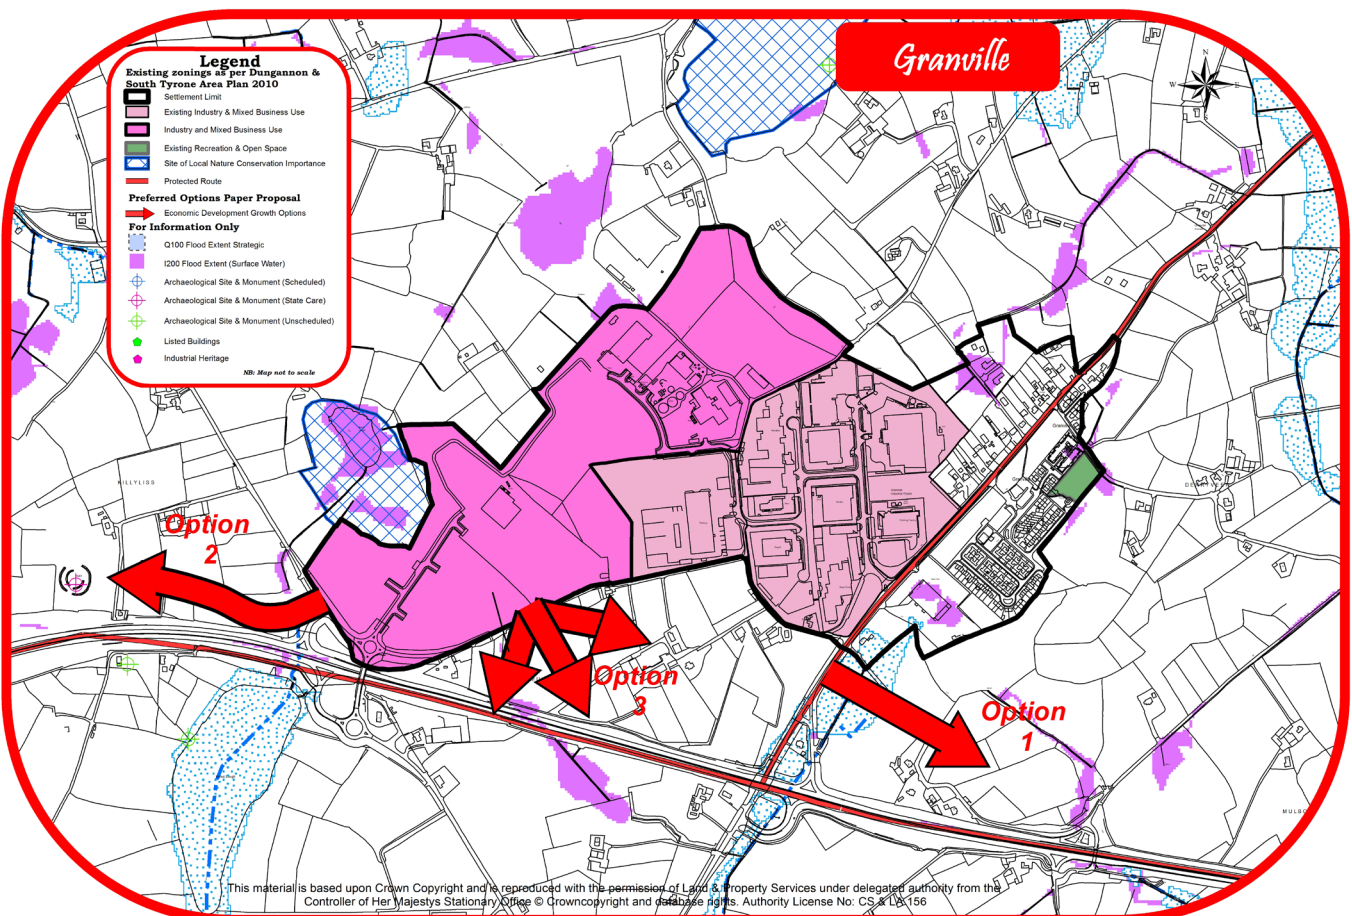 Granville
Legend
Existing zonings as per Dungannon &
South Tyrone Area Plan 2010
Settlement Limit
Existing Industry & Mixed Business Use
Industry and Mixed Business Use
Existing Recreation & Open Space
Site of Local Nature Conservation Importance
Protected Route
Preferred Options Paper Proposal
Economic Development Growth Options
For Information Only
Q100 Flood Extent Strategic
I200 Flood Extent (Surface Water)
Archaeological Site & Monument (Scheduled)
Archaeological Site & Monument (State Care)
Archaeological Site & Monument (Unscheduled)
Listed Buildings
Industrial Heritage
NB: Map not to scale
N
W
E
S
KILLYLISS
Option
2
Option
3
Option
1
This material is based upon Crown Copyright and is reproduced with the permission of Land & Property Services under delegated authority from the
Controller of Her Majestys Stationary Office © Crowncopyright and database rights. Authority License No: CS & LA 156